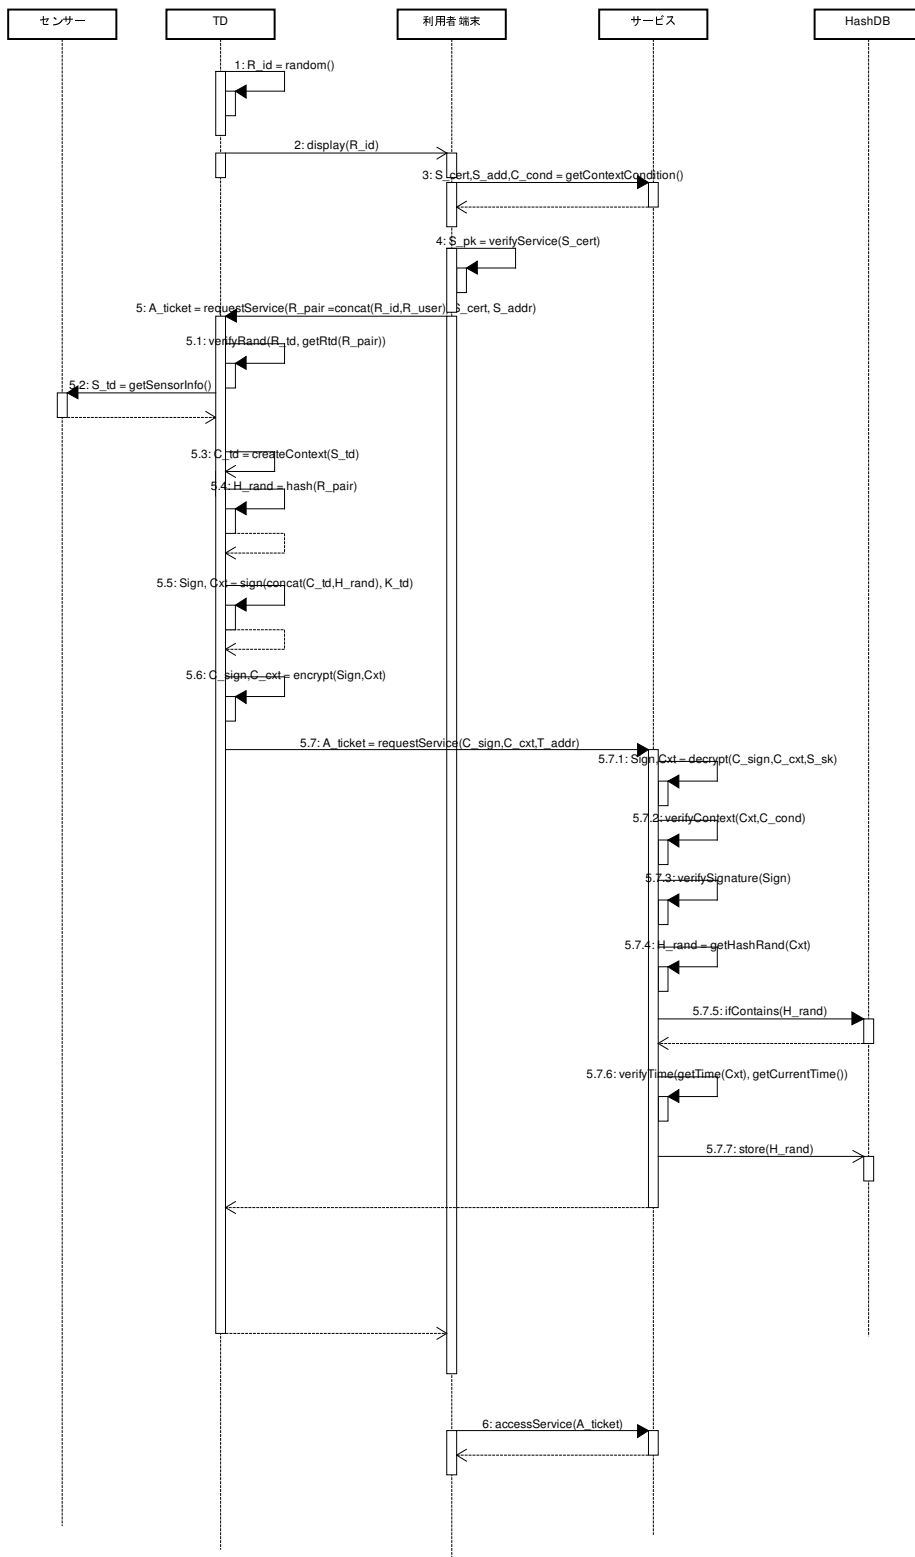 センサー
TD
利用者端末
サービス
HashDB
1: R_id = random()
2: display(R_id)
3: S_cert,S_add,C_cond = getContextCondition()
4: S_pk = verifyService(S_cert)
5: A_ticket = requestService(R_pair =concat(R_id,R_user), S_cert, S_addr)
5.1: verifyRand(R_td, getRtd(R_pair))
5.2: S_td = getSensorInfo()
5.3: C_td = createContext(S_td)
5.4: H_rand = hash(R_pair)
5.5: Sign, Cxt = sign(concat(C_td,H_rand), K_td)
5.6: C_sign,C_cxt = encrypt(Sign,Cxt)
5.7: A_ticket = requestService(C_sign,C_cxt,T_addr)
5.7.1: Sign,Cxt = decrypt(C_sign,C_cxt,S_sk)
5.7.2: verifyContext(Cxt,C_cond)
5.7.3: verifySignature(Sign)
5.7.4: H_rand = getHashRand(Cxt)
5.7.5: ifContains(H_rand)
5.7.6: verifyTime(getTime(Cxt), getCurrentTime())
5.7.7: store(H_rand)
6: accessService(A_ticket)